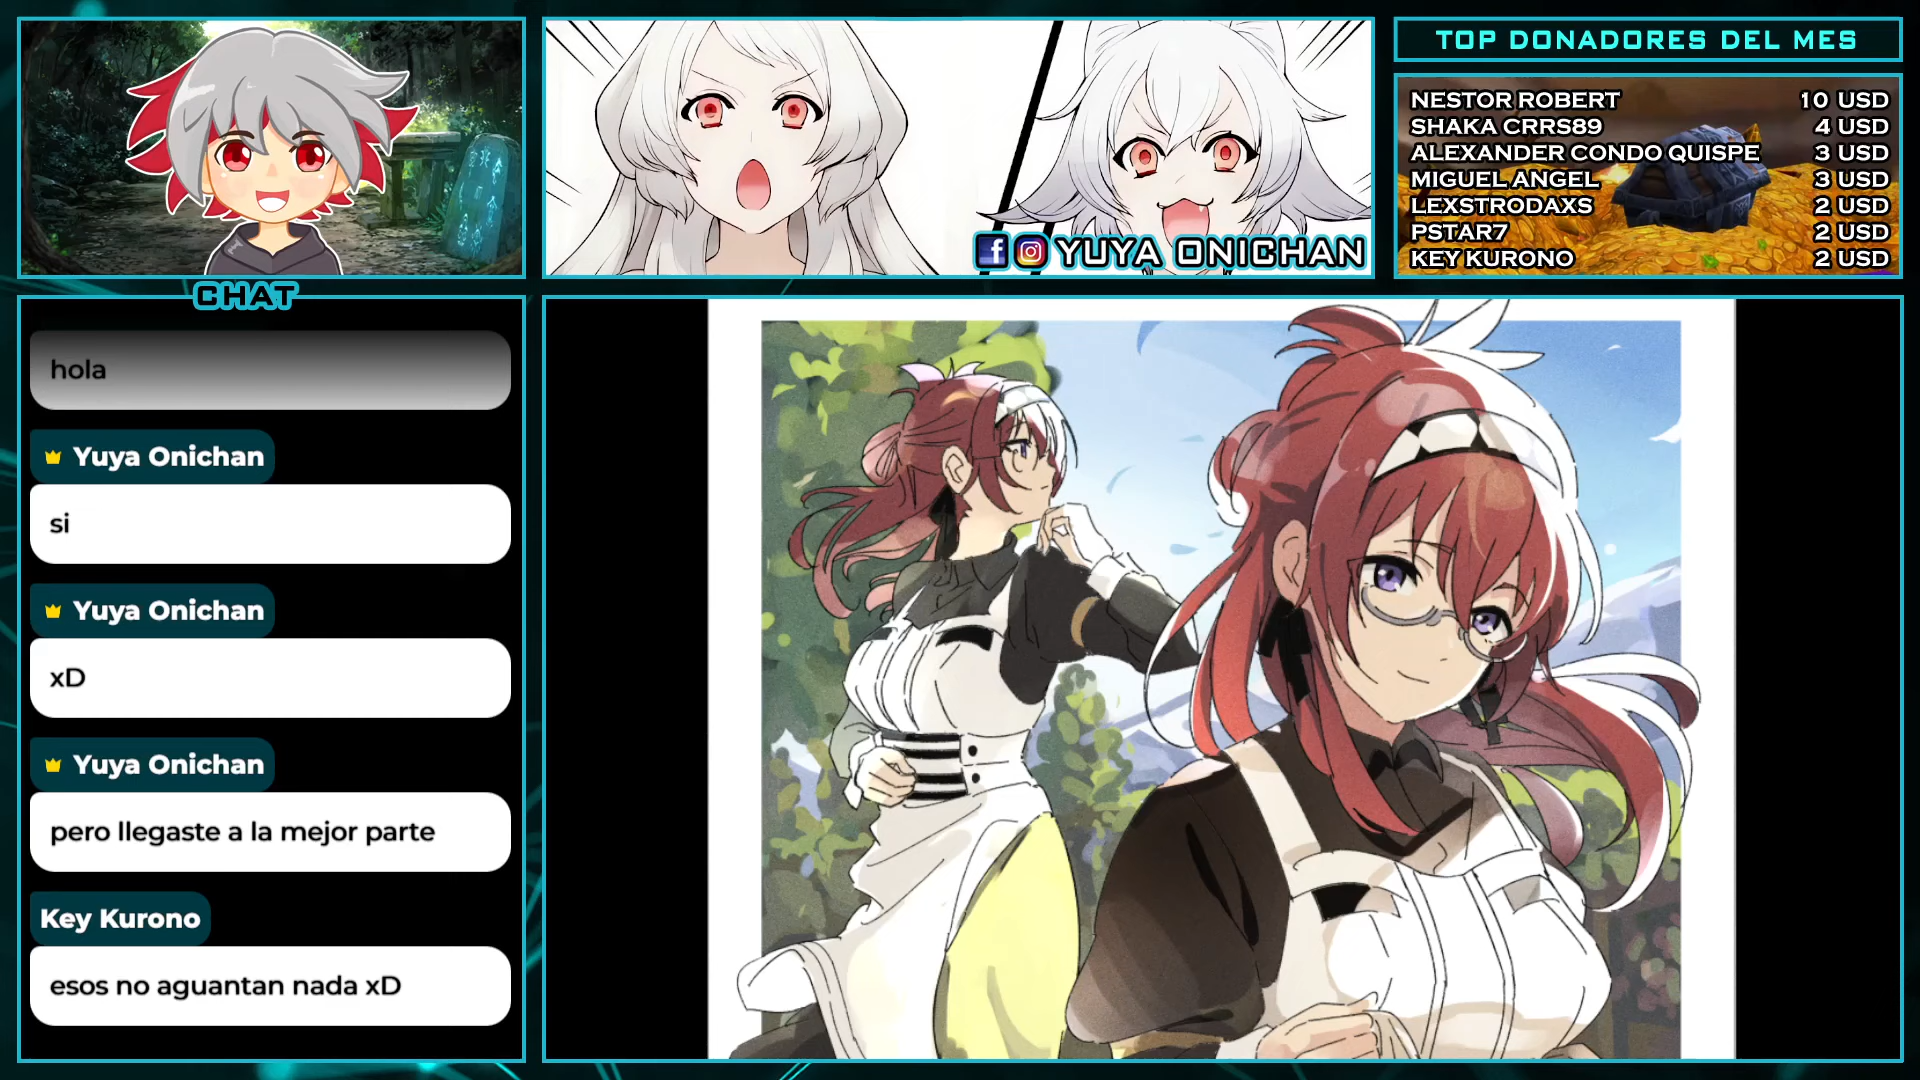 TOP DONADORES DEL MES
NESTOR ROBERT 10 USD
SHAKA CRRS89 4 USD
ALEXANDER CONDO QUISPE 3 USD
MIGUEL ANGEL 3 USD
LEXSTRODAXS 2 USD
PSTAR7 2 USD
KEY KURONO 2 USD
YUYA ONICHAN
CHAT
hola
Yuya Onichan
si
Yuya Onichan
xD
Yuya Onichan
pero llegaste a la mejor parte
Key Kurono
esos no aguantan nada xD